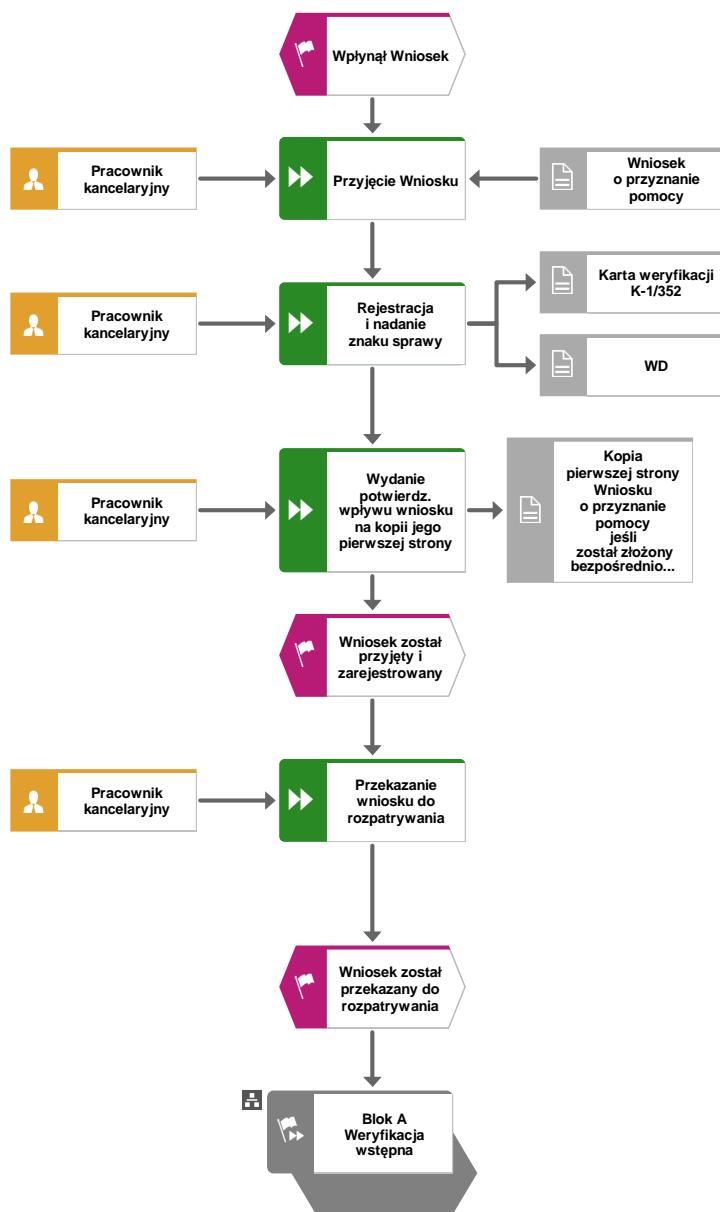 Wpłynął Wniosek
Pracownik
kancelaryjny
Przyjęcie Wniosku
Wniosek
o przyznanie
pomocy
Pracownik
kancelaryjny
Rejestracja
i nadanie
znaku sprawy
Karta weryfikacji
K-1/352
WD
Pracownik
kancelaryjny
Wydanie
potwierdz.
wpływu wniosku
na kopii jego
pierwszej strony
Kopia
pierwszej strony
Wniosku
o przyznanie
pomocy
jeśli
został złożony
bezpośrednio...
Wniosek został
przyjęty i
zarejestrowany
Pracownik
kancelaryjny
Przekazanie
wniosku do
rozpatrywania
Wniosek został
przekazany do
rozpatrywania
Blok A
Weryfikacja
wstępna